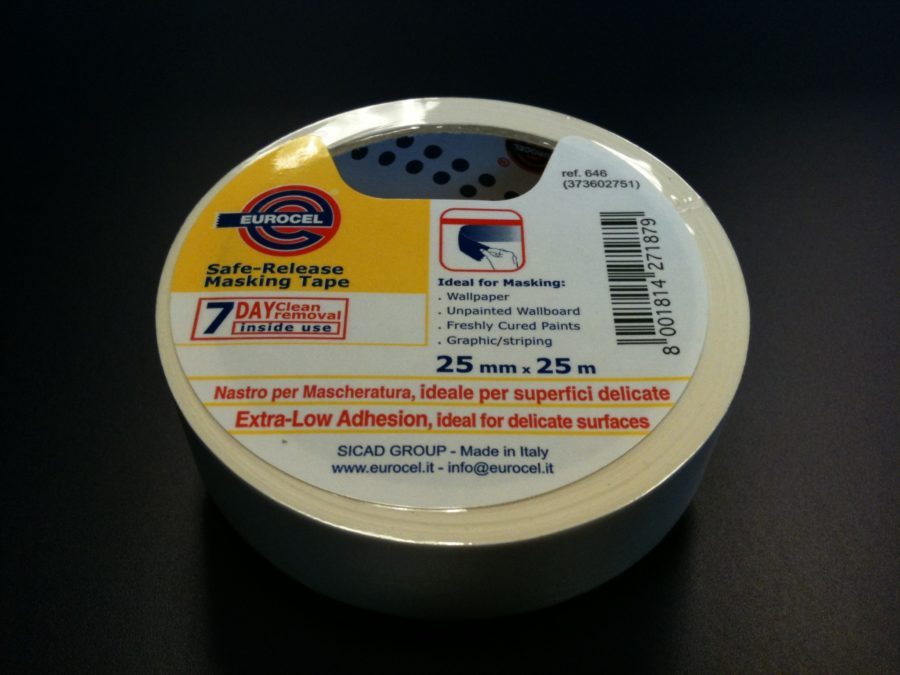 EUROCEL
Safe-Release
Masking Tape
7 DAY Clean removal
inside use
Ideal for Masking:
. Wallpaper
. Unpainted Wallboard
. Freshly Cured Paints
. Graphic/striping
25 mm x 25 m
ref. 646
(373602751)
8 001814 271879
Nastro per Mascheratura, ideale per superfici delicate
Extra-Low Adhesion, ideal for delicate surfaces
SICAD GROUP - Made in Italy
www.eurocel.it - info@eurocel.it